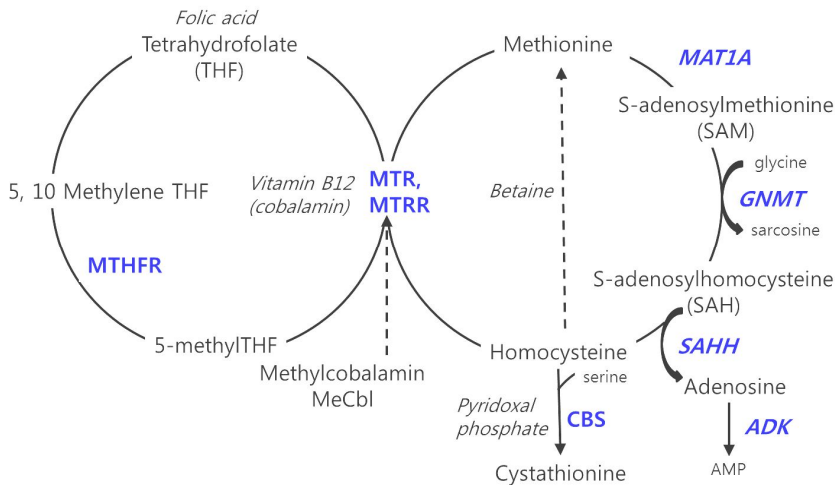 Folic acid
Tetrahydrofolate
(THF)
Methionine
MAT1A
S-adenosylmethionine
(SAM)
5, 10 Methylene THF
Vitamin B12
(cobalamin)
MTR,
MTRR
Betaine
glycine
GNMT
sarcosine
MTHFR
S-adenosylhomocysteine
(SAH)
5-methylTHF
Methylcobalamin
MeCbl
Homocysteine
serine
SAHH
Adenosine
Pyridoxal
phosphate
CBS
ADK
Cystathionine
AMP